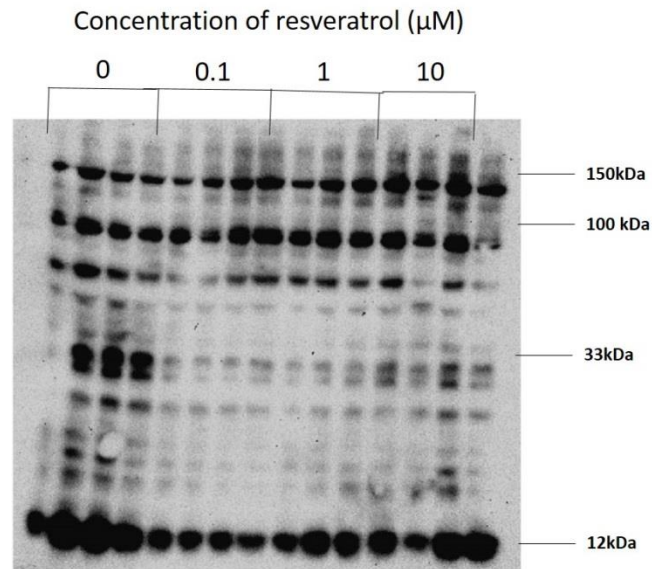 Concentration of resveratrol (µM)
0 0.1 1 10
150kDa
100 kDa
33kDa
12kDa